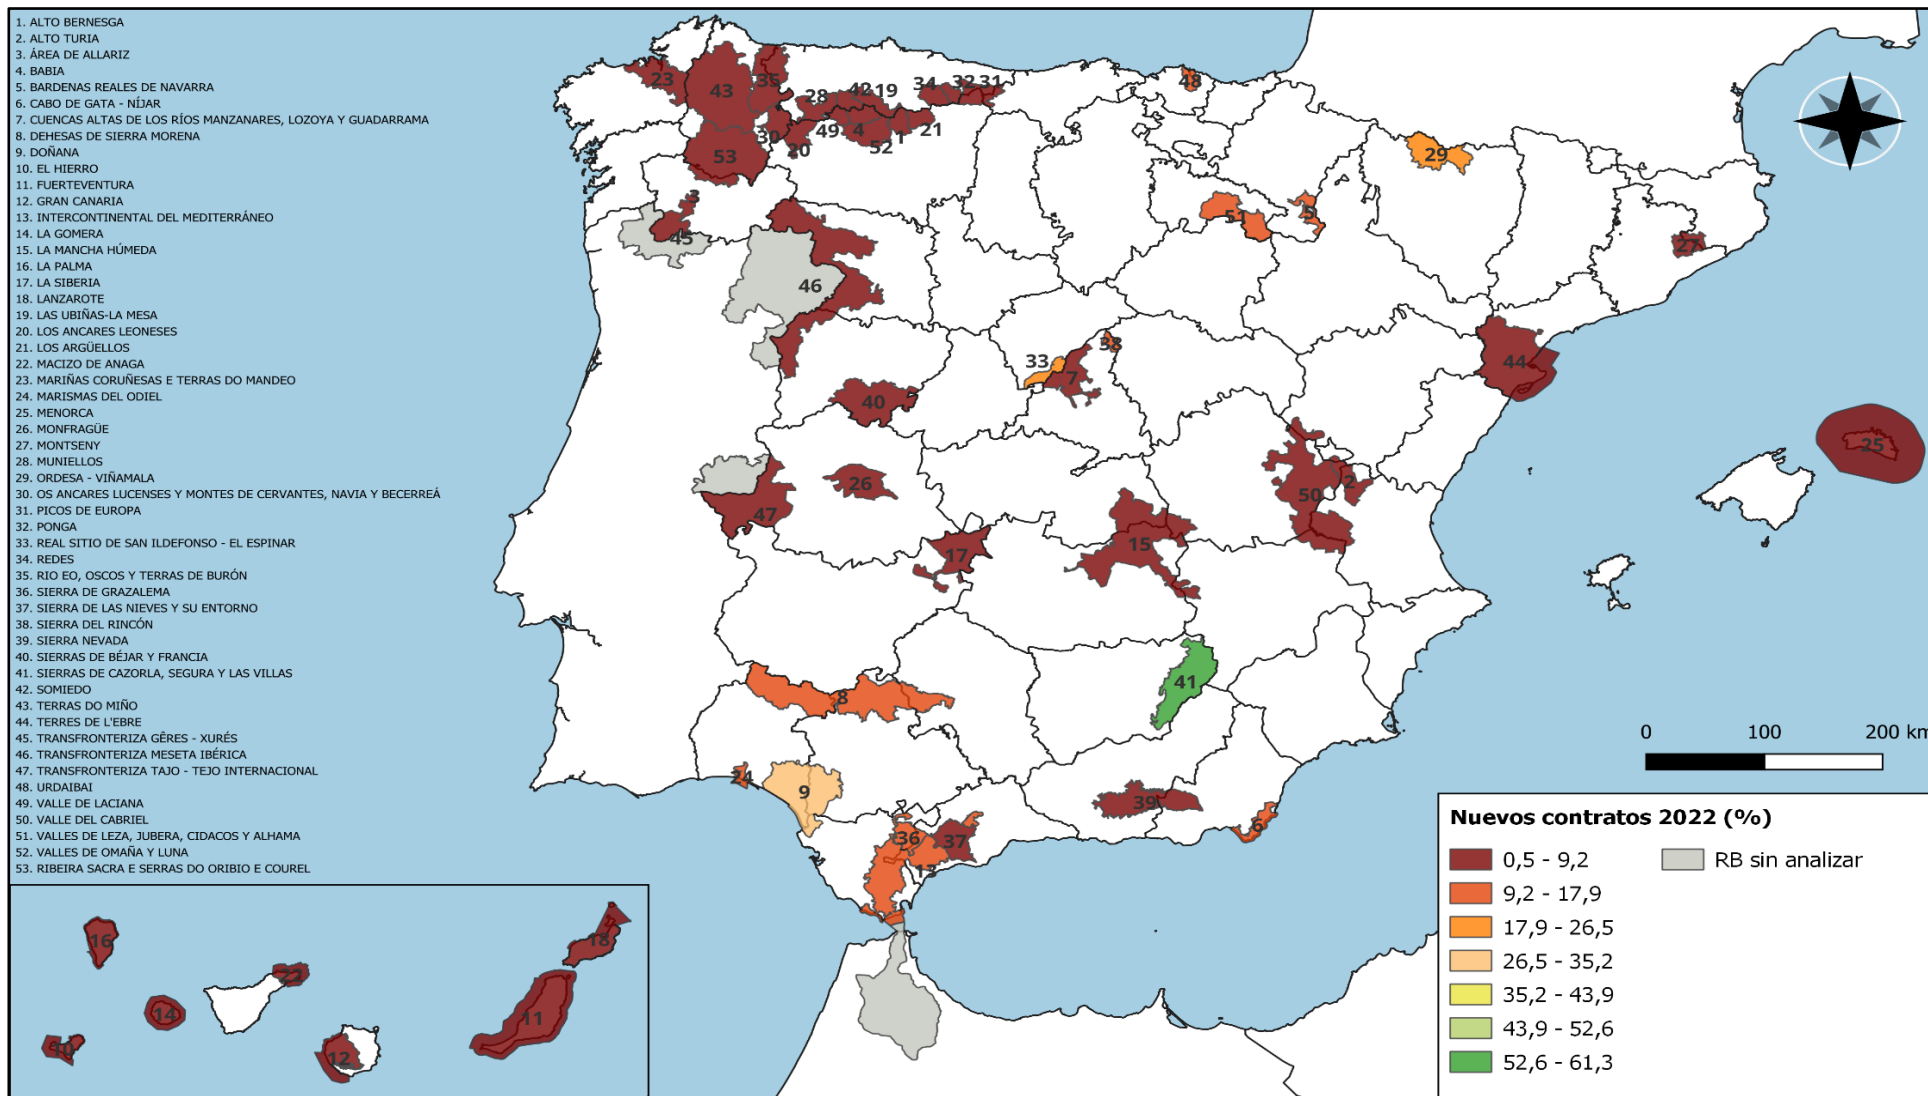 1. ALTO BERNESGA
2. ALTO TURIA
3. ÁREA DE ALLARIZ
4. BABIA
5. BARDENAS REALES DE NAVARRA
6. CABO DE GATA - NÍJAR
7. CUENCAS ALTAS DE LOS RÍOS MANZANARES, LOZOYA Y GUADARRAMA
8. DEHESAS DE SIERRA MORENA
9. DOÑANA
10. EL HIERRO
11. FUERTEVENTURA
12. GRAN CANARIA
13. INTERCONTINENTAL DEL MEDITERRÁNEO
14. LA GOMERA
15. LA MANCHA HÚMEDA
16. LA PALMA
17. LA SIBERIA
18. LANZAROTE
19. LAS UBIÑAS-LA MESA
20. LOS ANCARES LEONESES
21. LOS ARGÜELLOS
22. MACIZO DE ANAGA
23. MARIÑAS CORUÑESAS E TERRAS DO MANDEO
24. MARISMAS DEL ODIEL
25. MENORCA
26. MONFRAGÜE
27. MONTSENY
28. MUNIELLOS
29. ORDESA - VIÑAMALA
30. OS ANCARES LUCENSES Y MONTES DE CERVANTES, NAVIA Y BECERREÁ
31. PICOS DE EUROPA
32. PONGA
33. REAL SITIO DE SAN ILDEFONSO - EL ESPINAR
34. REDES
35. RIO EO, OSCOS Y TERRAS DE BURÓN
36. SIERRA DE GRAZALEMA
37. SIERRA DE LAS NIEVES Y SU ENTORNO
38. SIERRA DEL RINCÓN
39. SIERRA NEVADA
40. SIERRAS DE BÉJAR Y FRANCIA
41. SIERRAS DE CAZORLA, SEGURA Y LAS VILLAS
42. SOMIEDO
43. TERRAS DO MIÑO
44. TERRES DE L'EBRE
45. TRANSFRONTERIZA GÊRES - XURÉS
46. TRANSFRONTERIZA MESETA IBÉRICA
47. TRANSFRONTERIZA TAJO - TEJO INTERNACIONAL
48. URDAIBAI
49. VALLE DE LACIANA
50. VALLE DEL CABRIEL
51. VALLES DE LEZA, JUBERA, CIDACOS Y ALHAMA
52. VALLES DE OMAÑA Y LUNA
53. RIBEIRA SACRA E SERRAS DO ORIBIO E COUREL
23
43
35
28
42
19
34
32
31
48
30
20
49
4
52
1
21
53
29
3
45
51
5
27
46
33
38
7
44
40
25
26
50
2
47
17
15
41
8
24
9
39
6
36
37
13
16
22
18
14
11
10
12
0 100 200 km
Nuevos contratos 2022 (%)
0,5 - 9,2
RB sin analizar
9,2 - 17,9
17,9 - 26,5
26,5 - 35,2
35,2 - 43,9
43,9 - 52,6
52,6 - 61,3